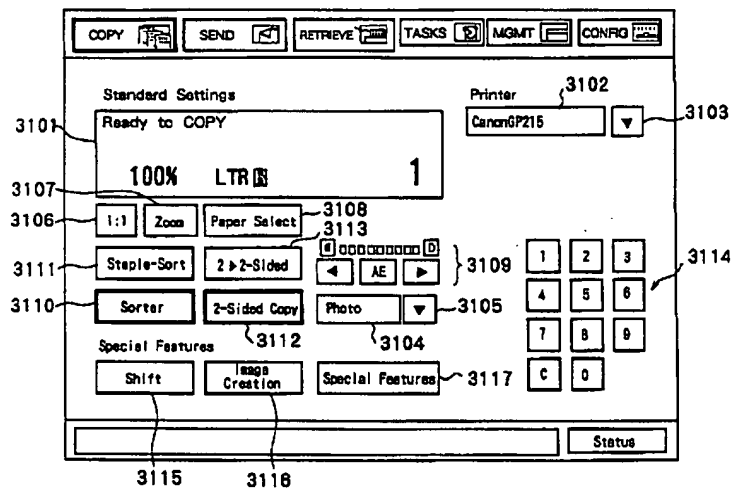 COPY SEND RETRIEVE TASKS MGMT CONFIG
Standard Settings Printer 3102
3101 Ready to COPY CanonGP215 ▼ 3103
100% LTR 1
3107
3106 1:1 Zoom Paper Select 3108
3113
3111 Staple-Sort 2▶2-Sided ◀ AE ▶ 3109 1 2 3 3114
3110 Sorter 2-Sided Copy Photo ▼ 3105 4 5 6
3112 3104 7 8 9
Special Features
Shift Image Creation Special Features 3117 C 0
Status
3115 3116